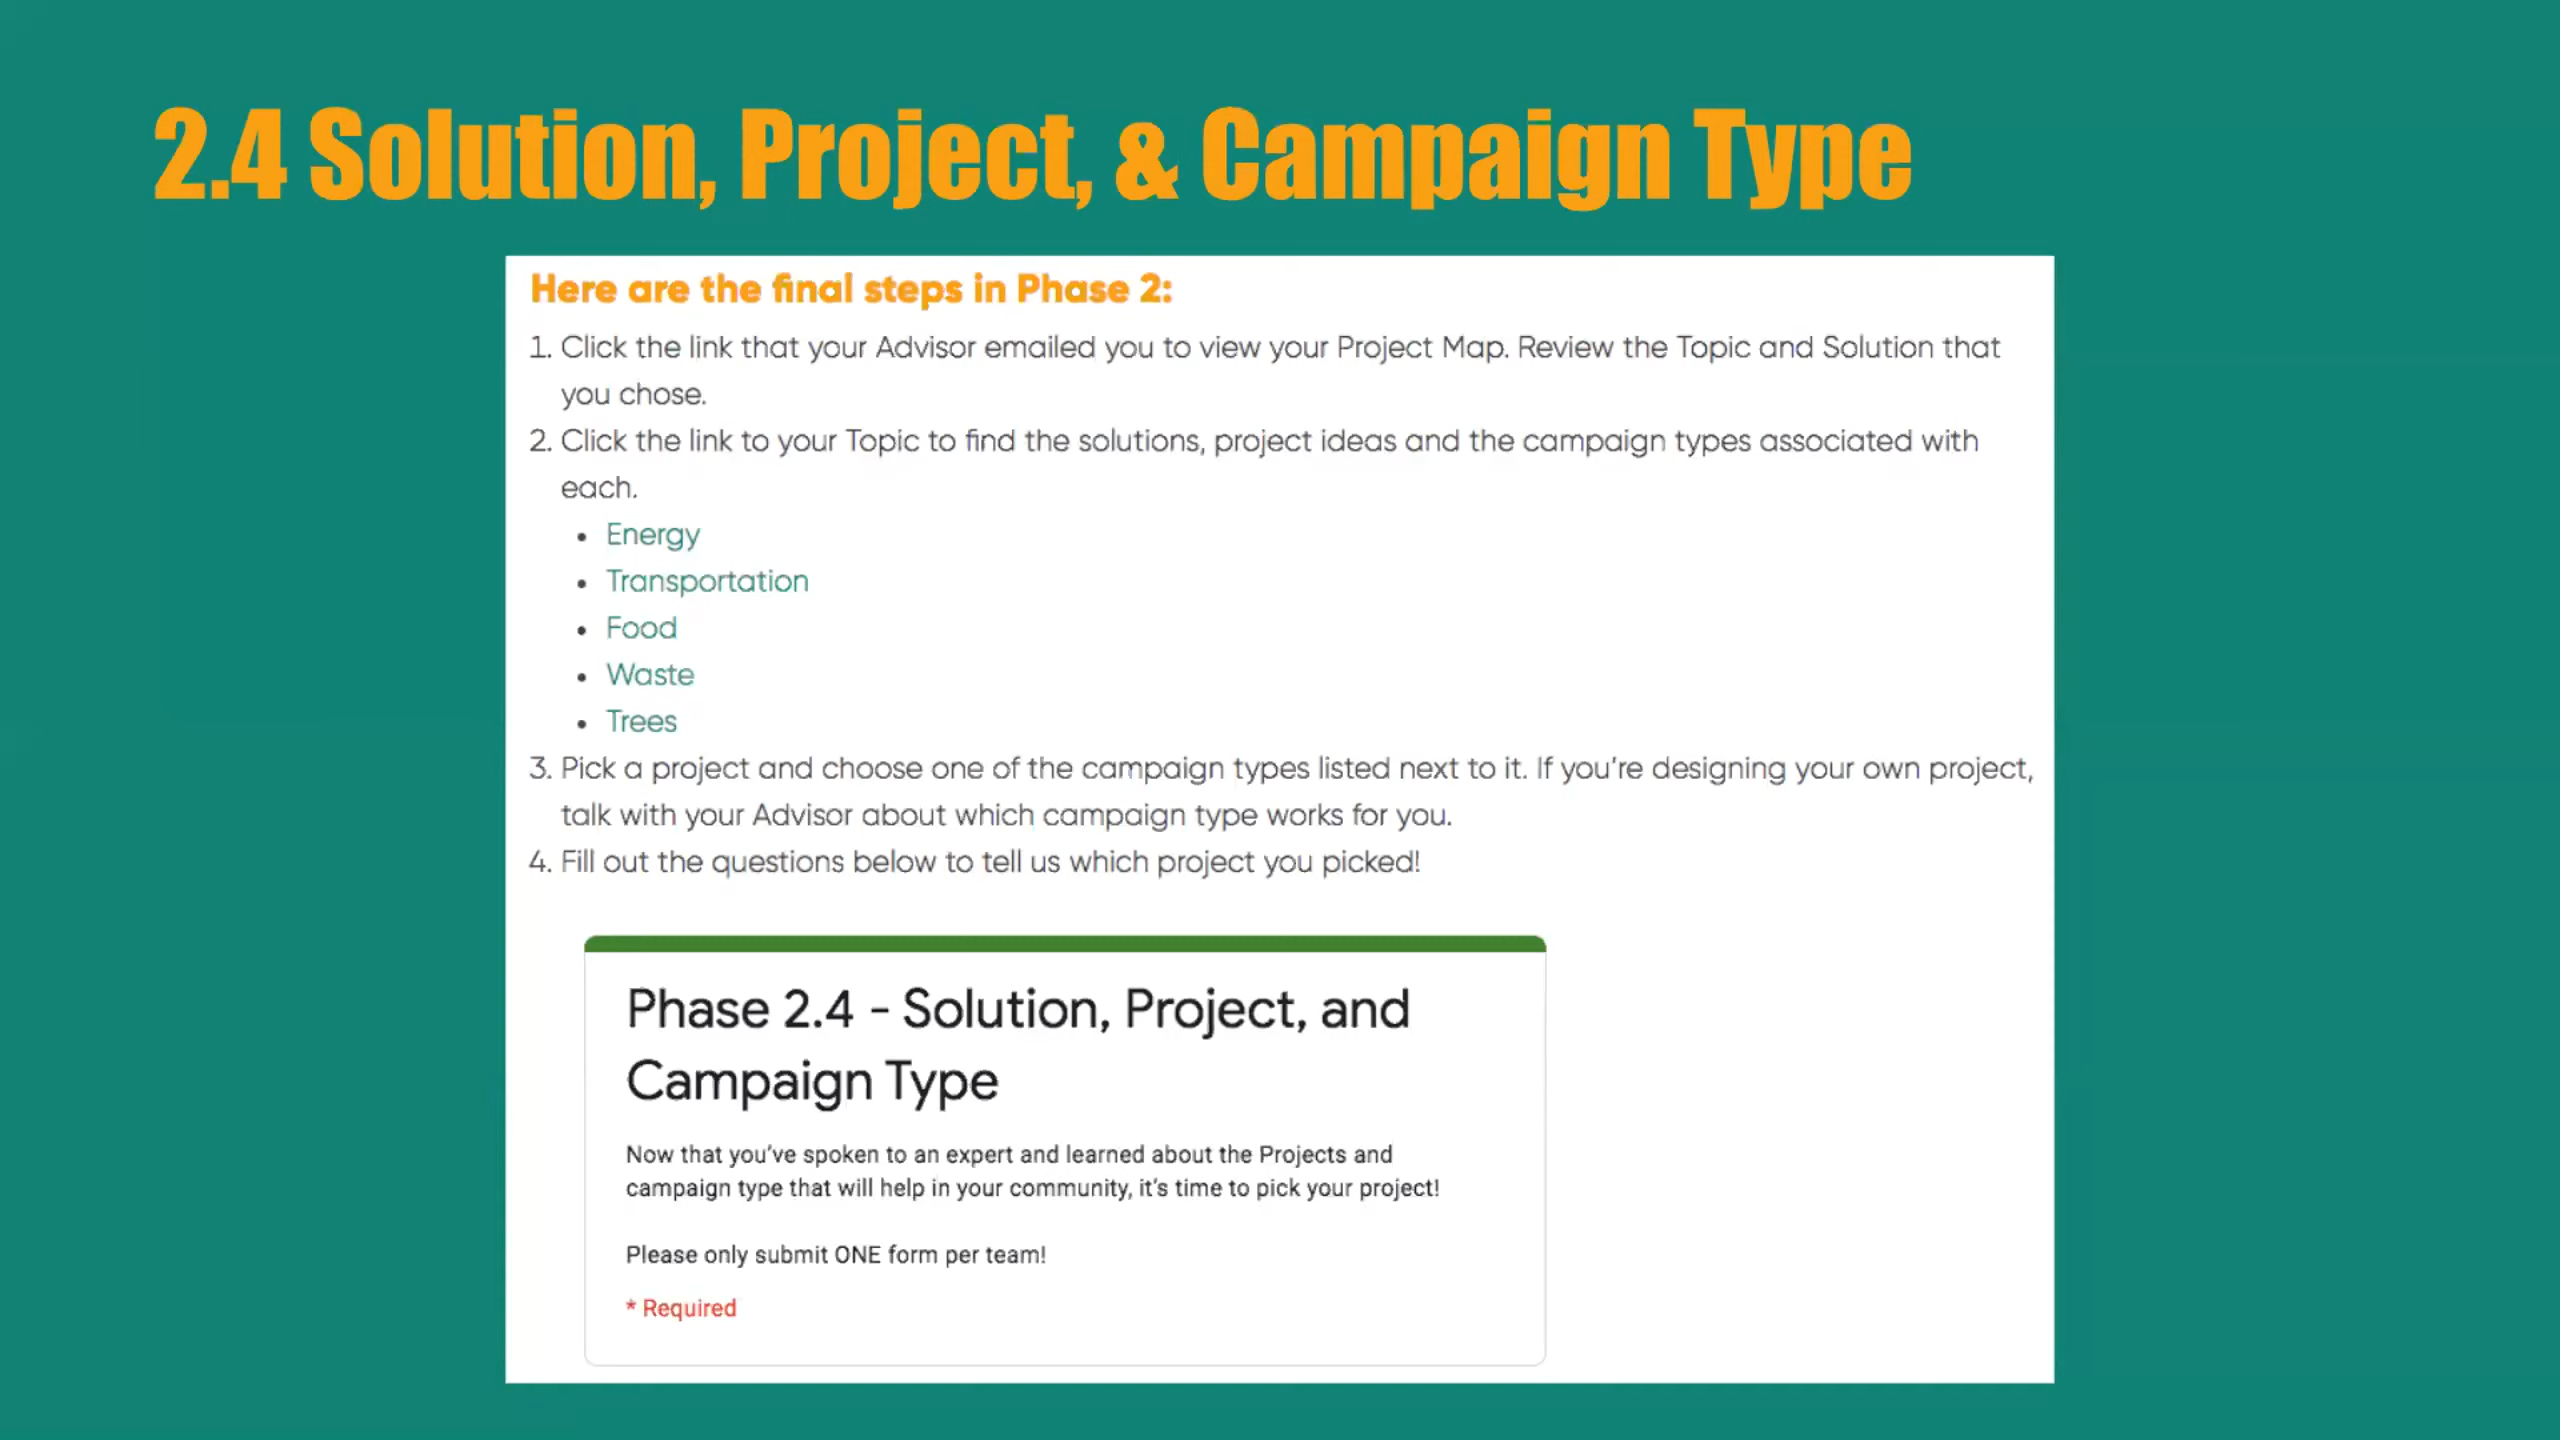 2.4 Solution, Project, & Campaign Type
Here are the final steps in Phase 2:
1. Click the link that your Advisor emailed you to view your Project Map. Review the Topic and Solution that
you chose.
2. Click the link to your Topic to find the solutions, project ideas and the campaign types associated with
each.
• Energy
• Transportation
• Food
• Waste
• Trees
3. Pick a project and choose one of the campaign types listed next to it. If you're designing your own project,
talk with your Advisor about which campaign type works for you.
4. Fill out the questions below to tell us which project you picked!
Phase 2.4 - Solution, Project, and
Campaign Type
Now that you've spoken to an expert and learned about the Projects and
campaign type that will help in your community, it's time to pick your project!
Please only submit ONE form per team!
* Required